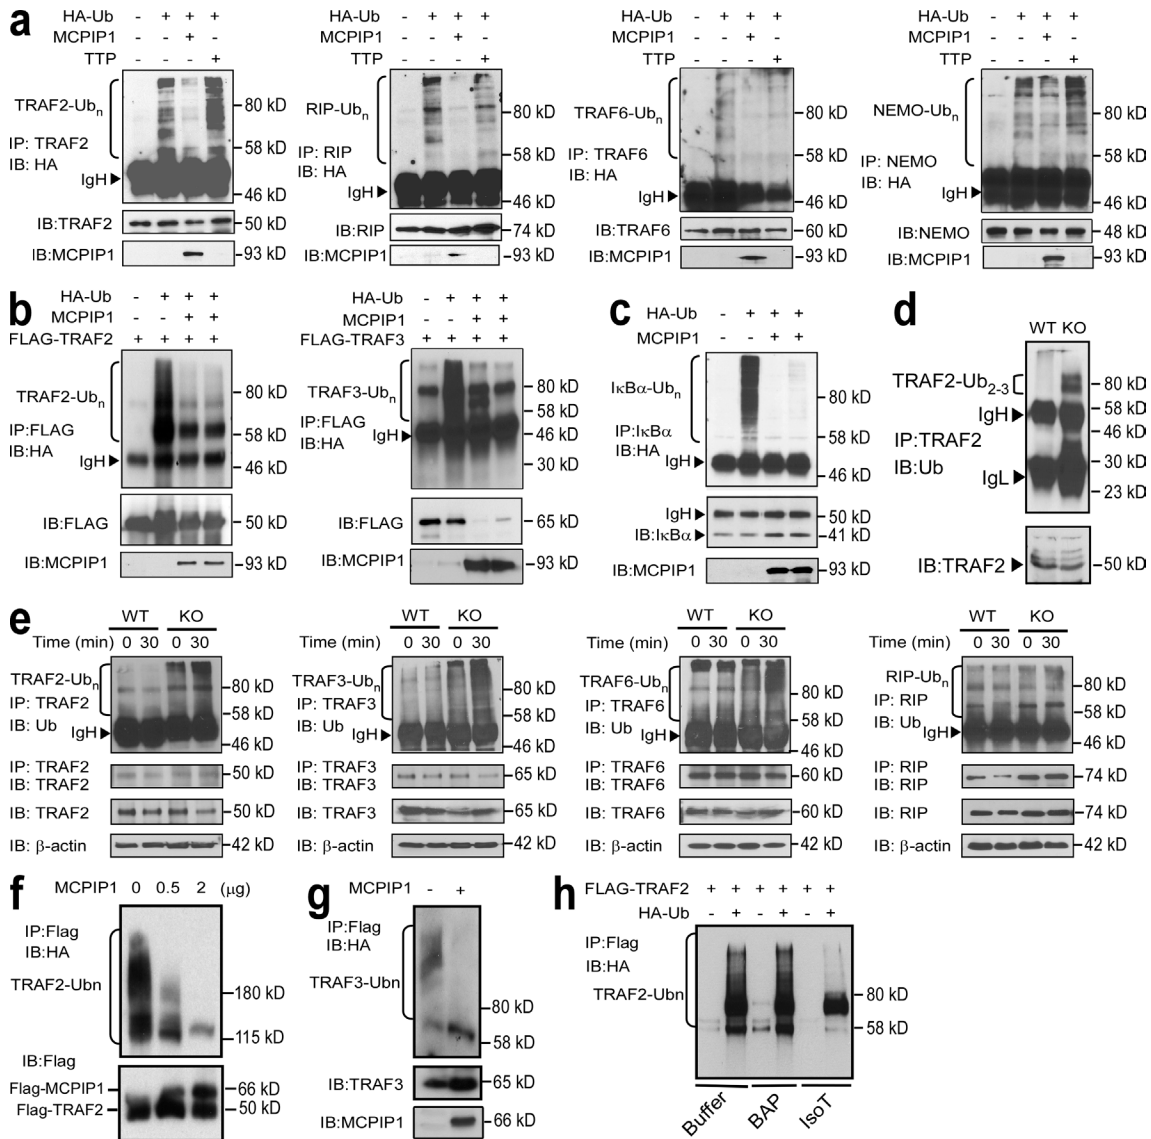 a
HA-Ub - + + +
MCPIP1 - - + -
TTP - - - +
TRAF2-Ubn
IP: TRAF2
IB: HA
IgH
80 kD
58 kD
46 kD
IB:TRAF2 50 kD
IB:MCPIP1 93 kD
HA-Ub - + + +
MCPIP1 - - + -
TTP - - - +
RIP-Ubn
IP: RIP
IB: HA
IgH
80 kD
58 kD
46 kD
IB:RIP 74 kD
IB:MCPIP1 93 kD
HA-Ub - + + +
MCPIP1 - - + -
TTP - - - +
TRAF6-Ubn
IP: TRAF6
IB: HA
IgH
80 kD
58 kD
46 kD
IB:TRAF6 60 kD
IB:MCPIP1 93 kD
HA-Ub - + + +
MCPIP1 - - + -
TTP - - - +
NEMO-Ubn
IP: NEMO
IB: HA
IgH
80 kD
58 kD
46 kD
IB:NEMO 48 kD
IB:MCPIP1 93 kD
b
HA-Ub - + + +
MCPIP1 - - + +
FLAG-TRAF2 + + + +
TRAF2-Ubn
IP:FLAG
IB:HA
IgH
80 kD
58 kD
46 kD
IB:FLAG 50 kD
IB:MCPIP1 93 kD
HA-Ub - + + +
MCPIP1 - - + +
FLAG-TRAF3 + + + +
TRAF3-Ubn
IP:FLAG
IB:HA
IgH
80 kD
58 kD
46 kD
30 kD
IB:FLAG 65 kD
IB:MCPIP1 93 kD
c
HA-Ub - + + +
MCPIP1 - - + +
IκBα-Ubn
IP:IκBα
IB:HA
IgH
80 kD
58 kD
46 kD
IgH 50 kD
IB:IκBα 41 kD
IB:MCPIP1 93 kD
d
WT KO
TRAF2-Ub2-3
IgH
IP:TRAF2
IB:Ub
IgL
80 kD
58 kD
46 kD
30 kD
23 kD
IB:TRAF2 50 kD
e
WT KO
Time (min) 0 30 0 30
TRAF2-Ubn
IP: TRAF2
IB: Ub
IgH
80 kD
58 kD
46 kD
IP: TRAF2
IB: TRAF2 50 kD
IB: TRAF2 50 kD
IB: β-actin 42 kD
WT KO
Time (min) 0 30 0 30
TRAF3-Ubn
IP: TRAF3
IB: Ub
IgH
80 kD
58 kD
46 kD
IP: TRAF3
IB: TRAF3 65 kD
IB: TRAF3 65 kD
IB: β-actin 42 kD
WT KO
Time (min) 0 30 0 30
TRAF6-Ubn
IP: TRAF6
IB: Ub
IgH
80 kD
58 kD
46 kD
IP: TRAF6
IB: TRAF6 60 kD
IB: TRAF6 60 kD
IB: β-actin 42 kD
WT KO
Time (min) 0 30 0 30
RIP-Ubn
IP: RIP
IB: Ub
IgH
80 kD
58 kD
46 kD
IP: RIP
IB: RIP 74 kD
IB: RIP 74 kD
IB: β-actin 42 kD
f
MCPIP1 0 0.5 2 (μg)
IP:Flag
IB:HA
TRAF2-Ubn
180 kD
115 kD
IB:Flag
Flag-MCPIP1 66 kD
Flag-TRAF2 50 kD
g
MCPIP1 - +
IP:Flag
IB:HA
TRAF3-Ubn
80 kD
58 kD
IB:TRAF3 65 kD
IB:MCPIP1 66 kD
h
FLAG-TRAF2 + + + + + +
HA-Ub - + - + - +
IP:Flag
IB:HA
TRAF2-Ubn
80 kD
58 kD
Buffer BAP IsoT